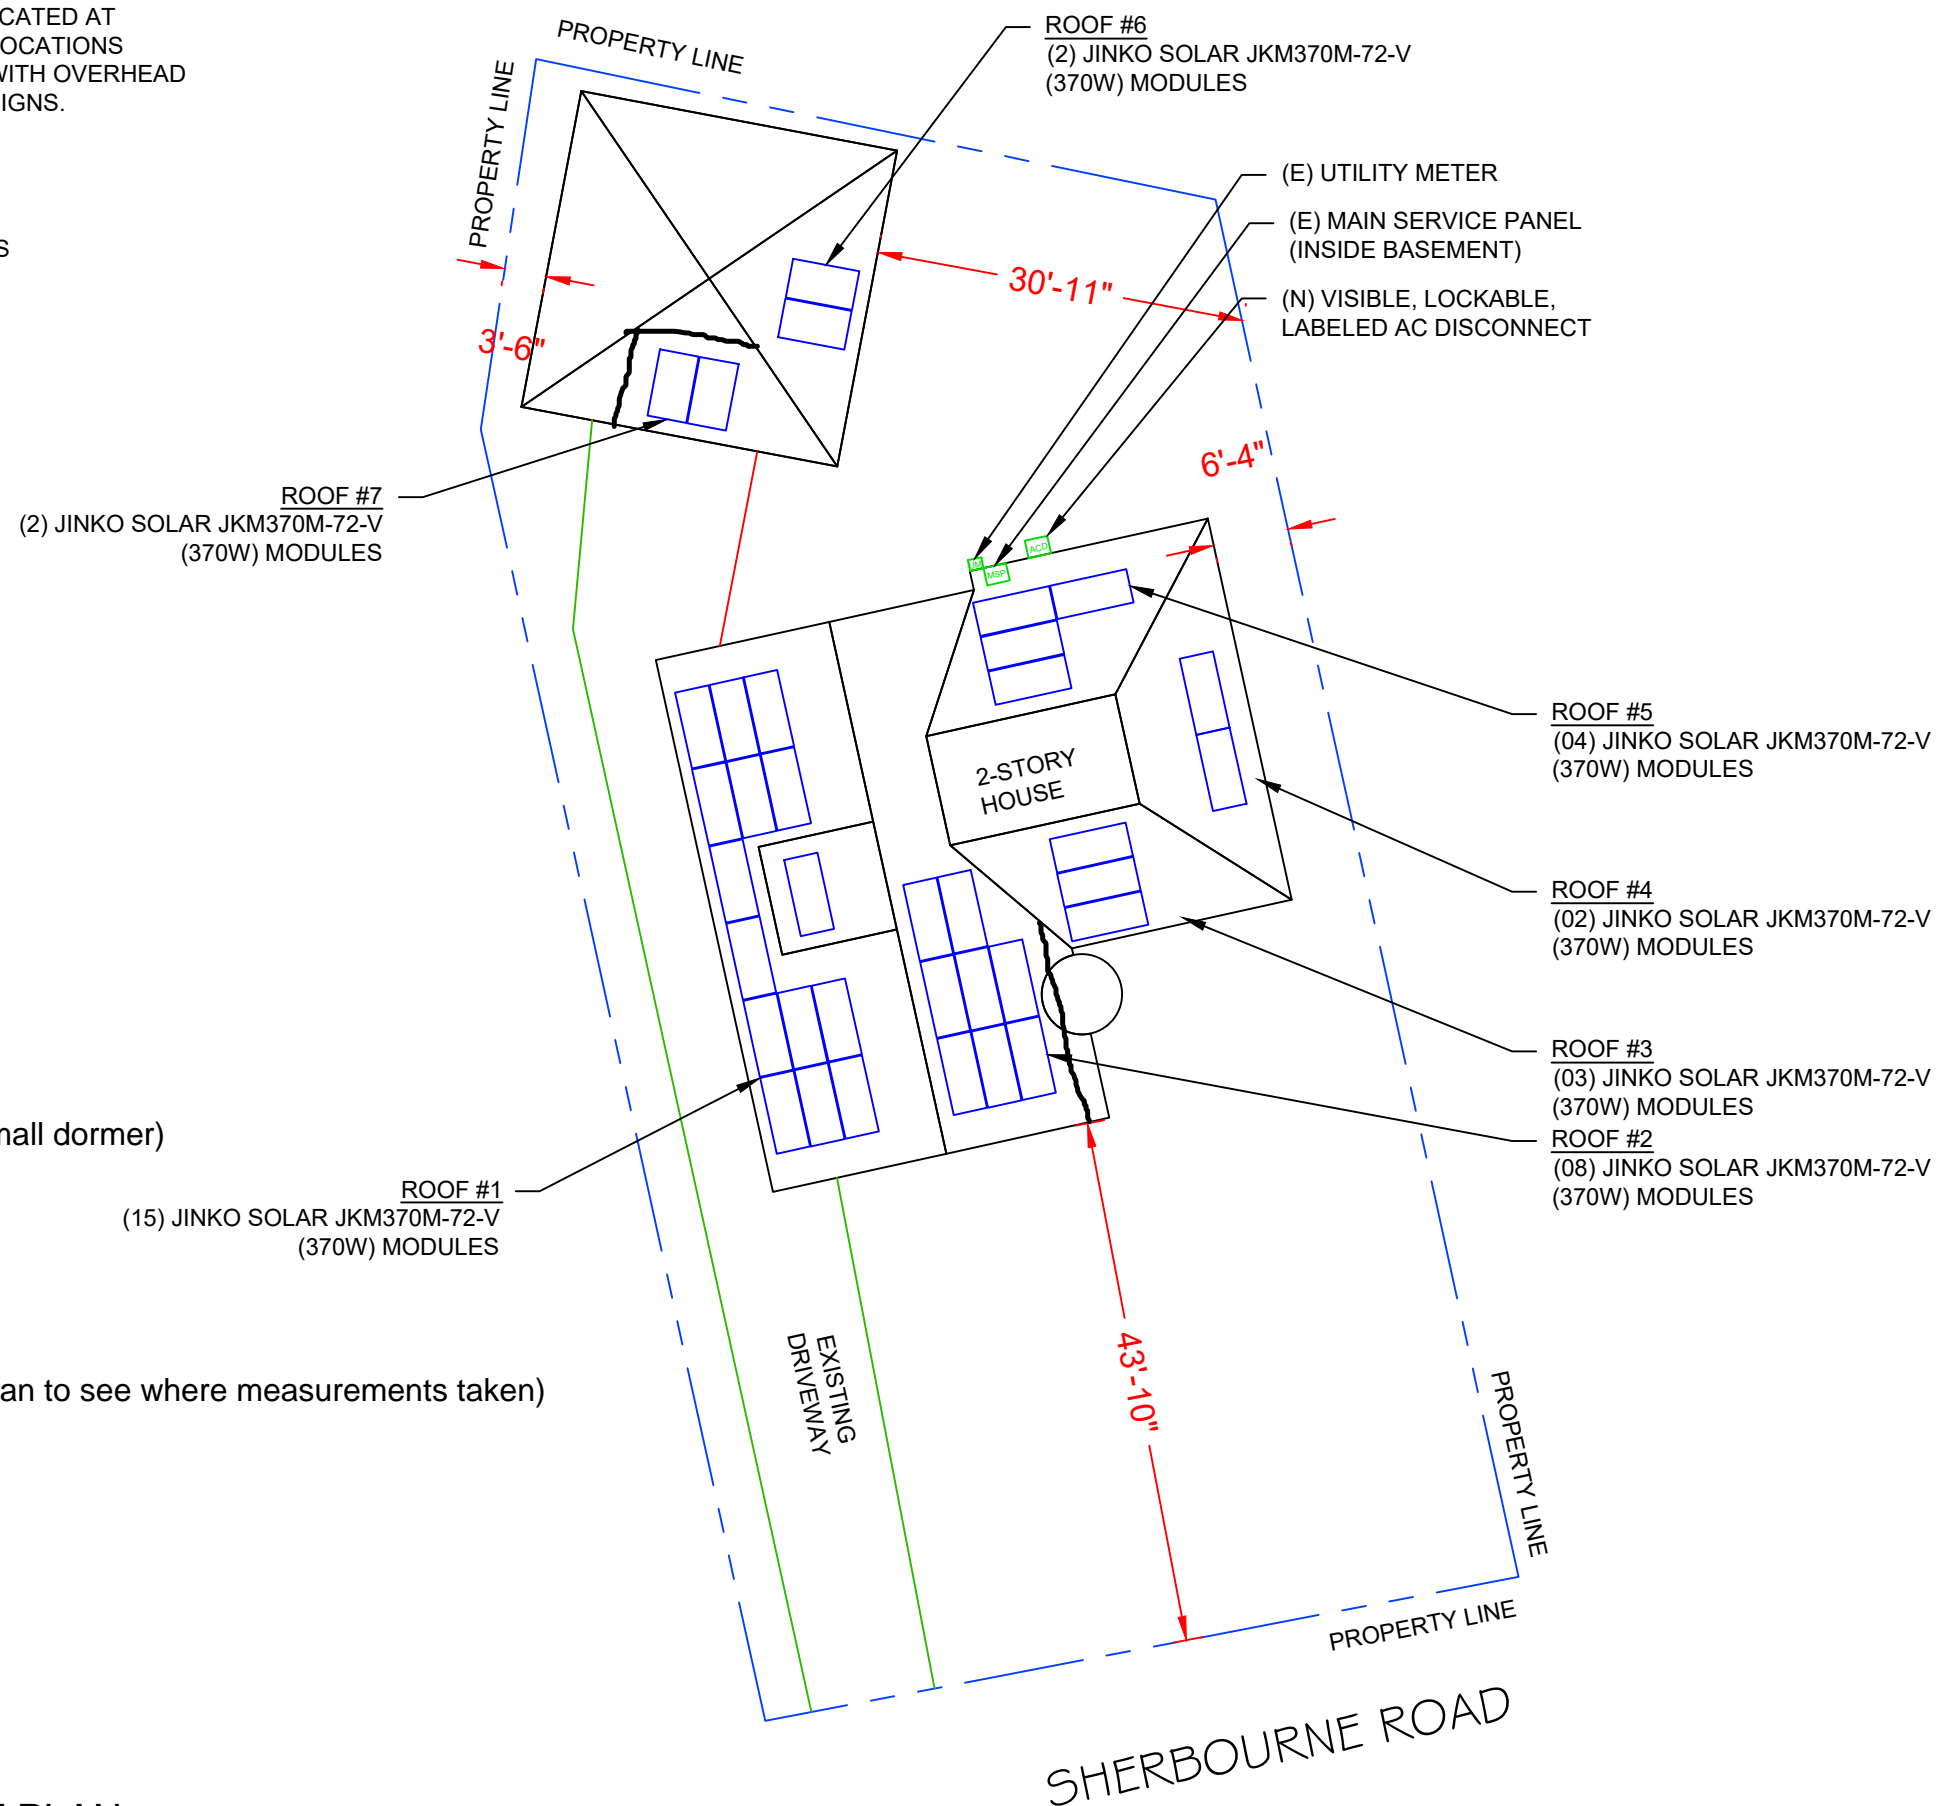 CATED AT
OCATIONS
WITH OVERHEAD
IGNS.
S
PROPERTY LINE
PROPERTY LINE
ROOF #6
(2) JINKO SOLAR JKM370M-72-V
(370W) MODULES
(E) UTILITY METER
(E) MAIN SERVICE PANEL
(INSIDE BASEMENT)
(N) VISIBLE, LOCKABLE,
LABELED AC DISCONNECT
30'-11"
3'-6"
6'-4"
ROOF #7
(2) JINKO SOLAR JKM370M-72-V
(370W) MODULES
UM
MSP
ACD
2-STORY
HOUSE
ROOF #5
(04) JINKO SOLAR JKM370M-72-V
(370W) MODULES
ROOF #4
(02) JINKO SOLAR JKM370M-72-V
(370W) MODULES
ROOF #3
(03) JINKO SOLAR JKM370M-72-V
(370W) MODULES
ROOF #2
(08) JINKO SOLAR JKM370M-72-V
(370W) MODULES
mall dormer)
ROOF #1
(15) JINKO SOLAR JKM370M-72-V
(370W) MODULES
an to see where measurements taken)
EXISTING
DRIVEWAY
43'-10"
PROPERTY LINE
PROPERTY LINE
SHERBOURNE ROAD
PLAN